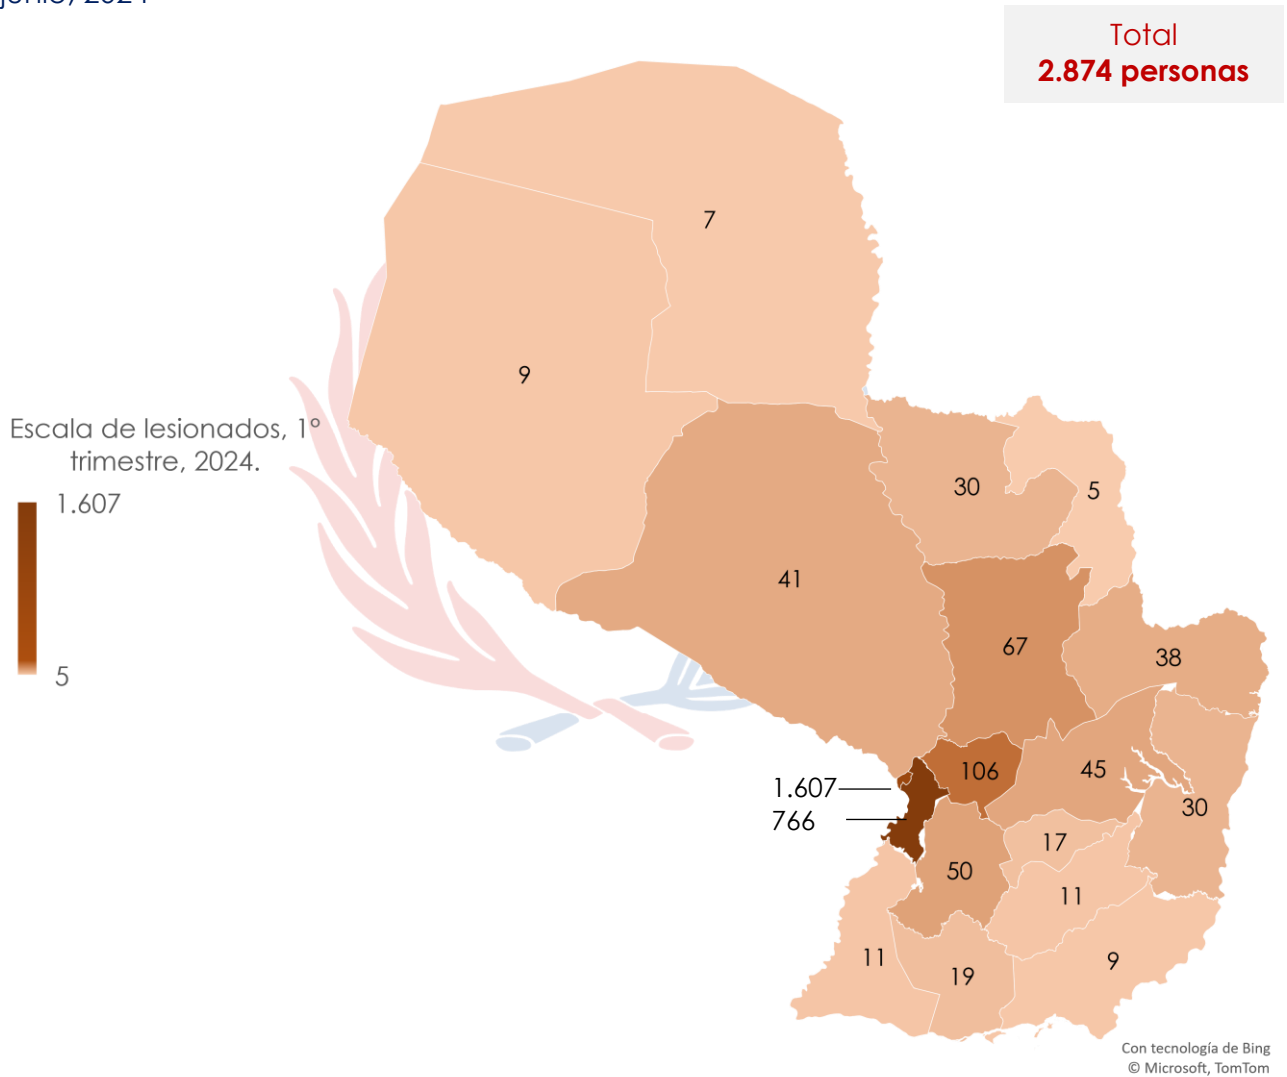 junio, 2024
Total
2.874 personas
7
9
Escala de lesionados, 1°
trimestre, 2024.
1.607
5
30
5
41
67
38
106
45
1.607
766
30
17
50
11
11
19
9
Con tecnología de Bing
© Microsoft, TomTom